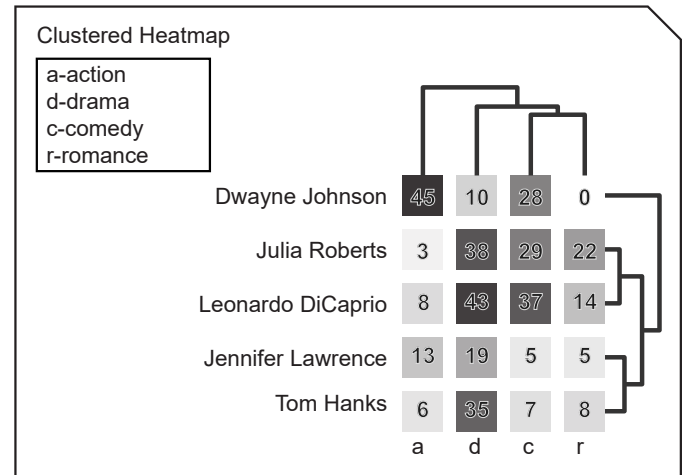 Clustered Heatmap
a-action
d-drama
c-comedy
r-romance
Dwayne Johnson 45 10 28 0
Julia Roberts 3 38 29 22
Leonardo DiCaprio 8 43 37 14
Jennifer Lawrence 13 19 5 5
Tom Hanks 6 35 7 8
a d c r